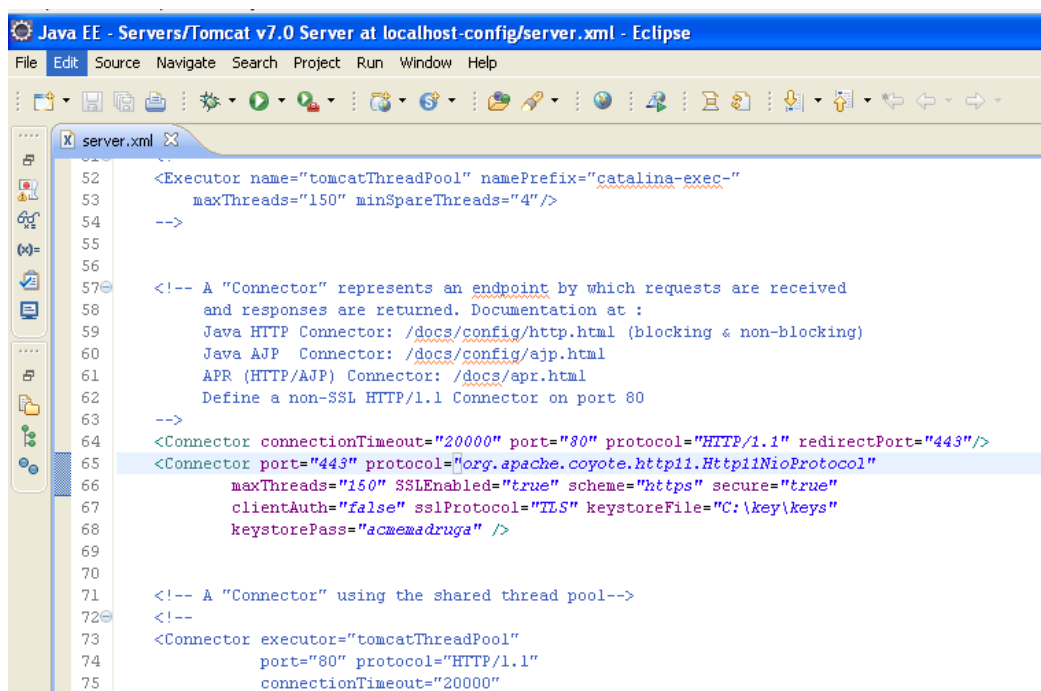 Java EE - Servers/Tomcat v7.0 Server at localhost-config/server.xml - Eclipse
File Edit Source Navigate Search Project Run Window Help
server.xml
52 <Executor name="tomcatThreadPool" namePrefix="catalina-exec-"
53 maxThreads="150" minSpareThreads="4"/>
54 -->
55
56
57 <!-- A "Connector" represents an endpoint by which requests are received
58 and responses are returned. Documentation at :
59 Java HTTP Connector: /docs/config/http.html (blocking & non-blocking)
60 Java AJP  Connector: /docs/config/ajp.html
61 APR (HTTP/AJP) Connector: /docs/apr.html
62 Define a non-SSL HTTP/1.1 Connector on port 80
63 -->
64 <Connector connectionTimeout="20000" port="80" protocol="HTTP/1.1" redirectPort="443"/>
65 <Connector port="443" protocol="org.apache.coyote.http11.Http11NioProtocol"
66 maxThreads="150" SSLEnabled="true" scheme="https" secure="true"
67 clientAuth="false" sslProtocol="TLS" keystoreFile="C:\key\keys"
68 keystorePass="acmemadruga" />
69
70
71 <!-- A "Connector" using the shared thread pool-->
72 <!--
73 <Connector executor="tomcatThreadPool"
74 port="80" protocol="HTTP/1.1"
75 connectionTimeout="20000"